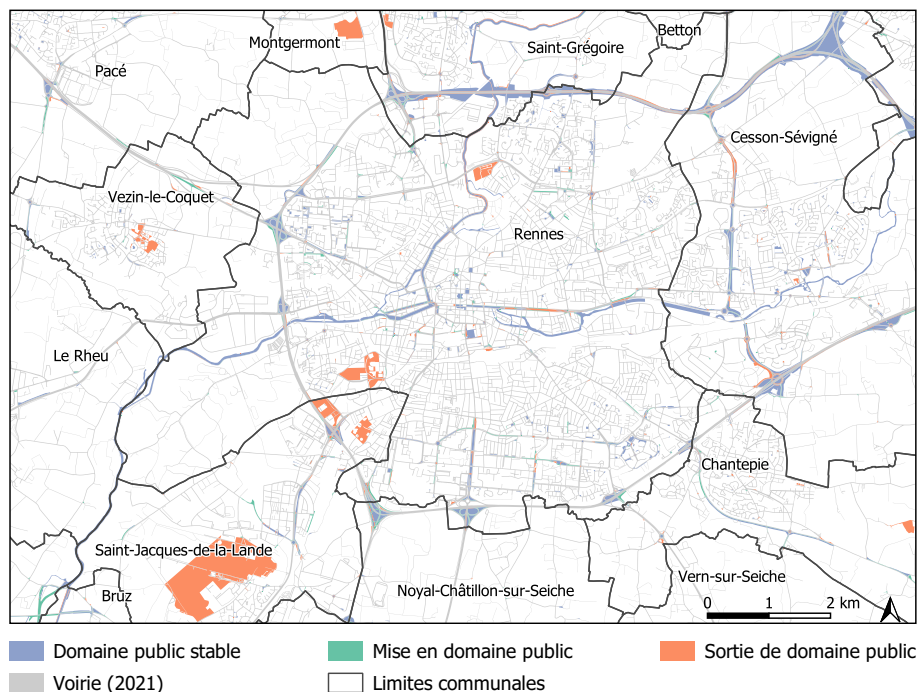 Montgermont
Saint-Grégoire
Betton
Pacé
Cesson-Sévigné
Vezin-le-Coquet
Rennes
Le Rheu
Chantepie
Saint-Jacques-de-la-Lande
Bruz
Noyal-Châtillon-sur-Seiche
Vern-sur-Seiche
0 1 2 km
Domaine public stable
Mise en domaine public
Sortie de domaine public
Voirie (2021)
Limites communales